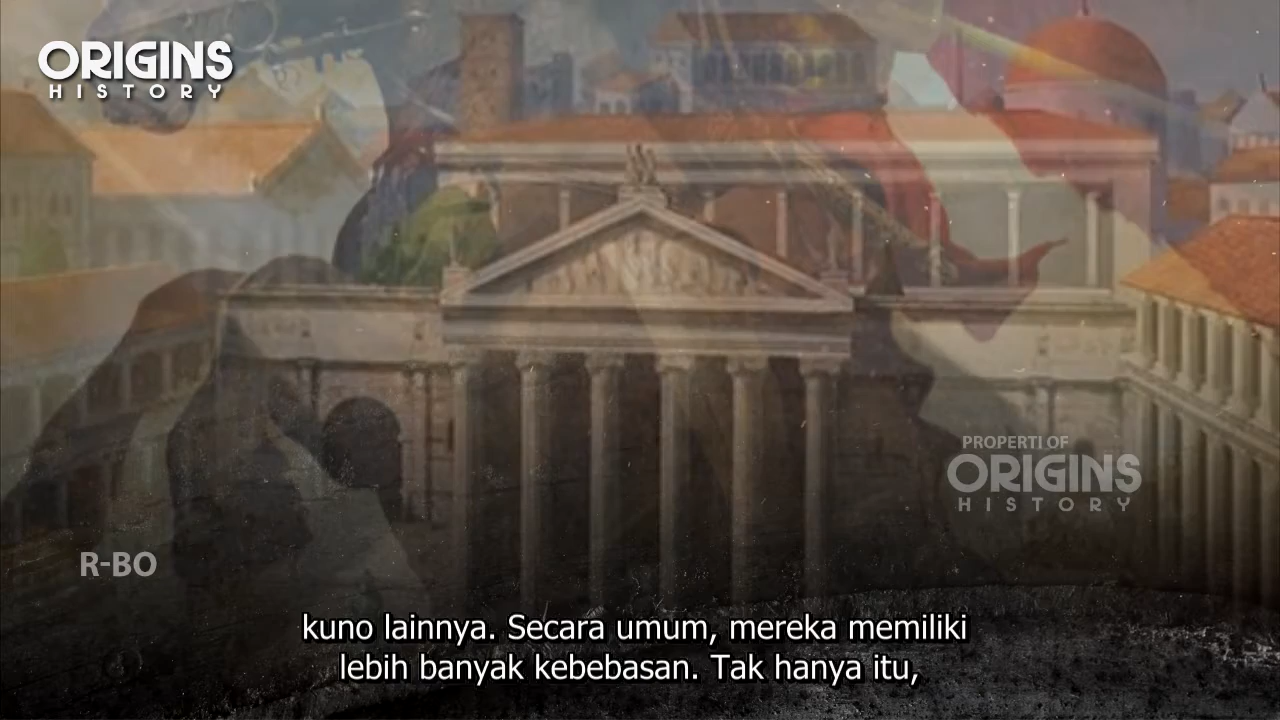 ORIGINS
HISTORY
PROPERTI OF
ORIGINS
HISTORY
R-BO
kuno lainnya. Secara umum, mereka memiliki
lebih banyak kebebasan. Tak hanya itu,